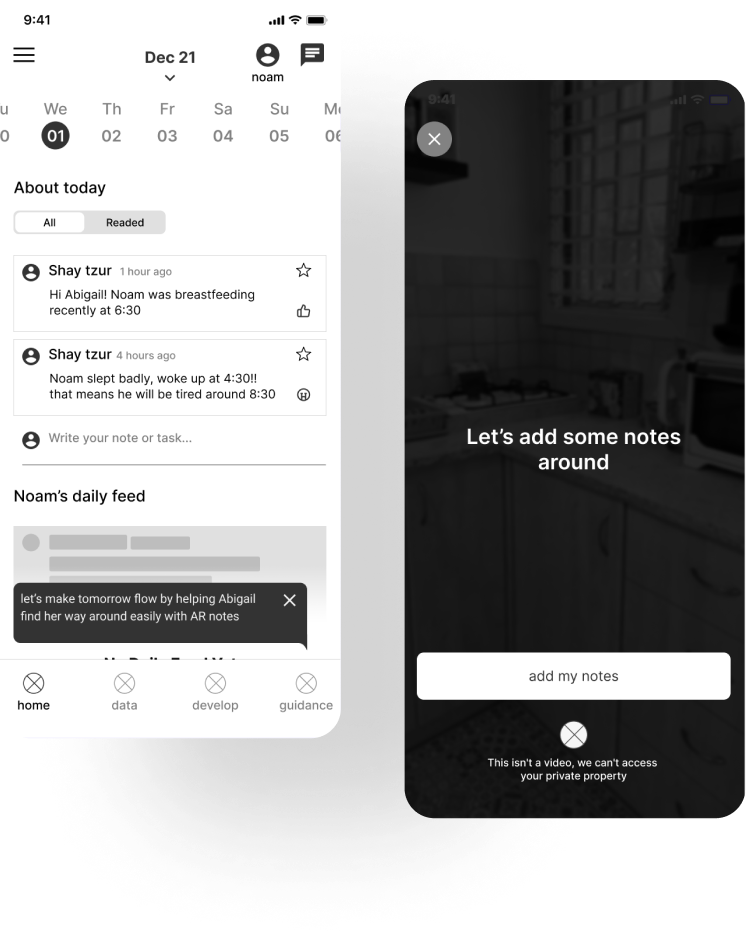 9:41
Dec 21
noam
u We Th Fr Sa Su Mo
0 01 02 03 04 05 06
About today
All Readed
Shay tzur 1 hour ago
Hi Abigail! Noam was breastfeeding
recently at 6:30
Shay tzur 4 hours ago
Noam slept badly, woke up at 4:30!!
that means he will be tired around 8:30
H
Write your note or task...
Noam's daily feed
let's make tomorrow flow by helping Abigail
find her way around easily with AR notes
home data develop guidance
9:41
Let's add some notes
around
add my notes
This isn't a video, we can't access
your private property